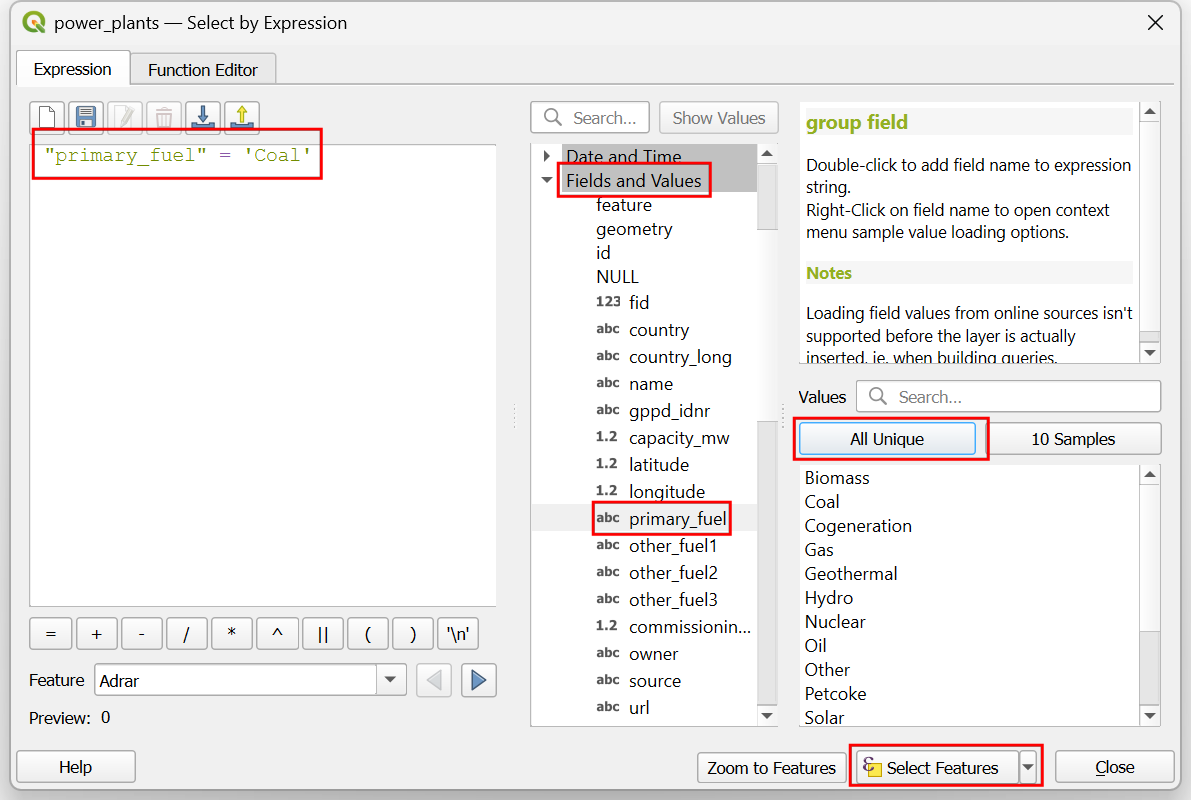 power_plants — Select by Expression
Expression
Function Editor
"primary_fuel" = 'Coal'
=
+
-
/
*
^
||
(
)
'\n'
Feature
Adrar
Preview: 0
Help
Search...
Show Values
Date and Time
Fields and Values
feature
geometry
id
NULL
123 fid
abc country
abc country_long
abc name
abc gppd_idnr
1.2 capacity_mw
1.2 latitude
1.2 longitude
abc primary_fuel
abc other_fuel1
abc other_fuel2
abc other_fuel3
1.2 commissionin...
abc owner
abc source
abc url
group field
Double-click to add field name to expression
string.
Right-Click on field name to open context
menu sample value loading options.
Notes
Loading field values from online sources isn't
supported before the layer is actually
inserted, ie. when building queries.
Values
Search...
All Unique
10 Samples
Biomass
Coal
Cogeneration
Gas
Geothermal
Hydro
Nuclear
Oil
Other
Petcoke
Solar
Zoom to Features
Select Features
Close